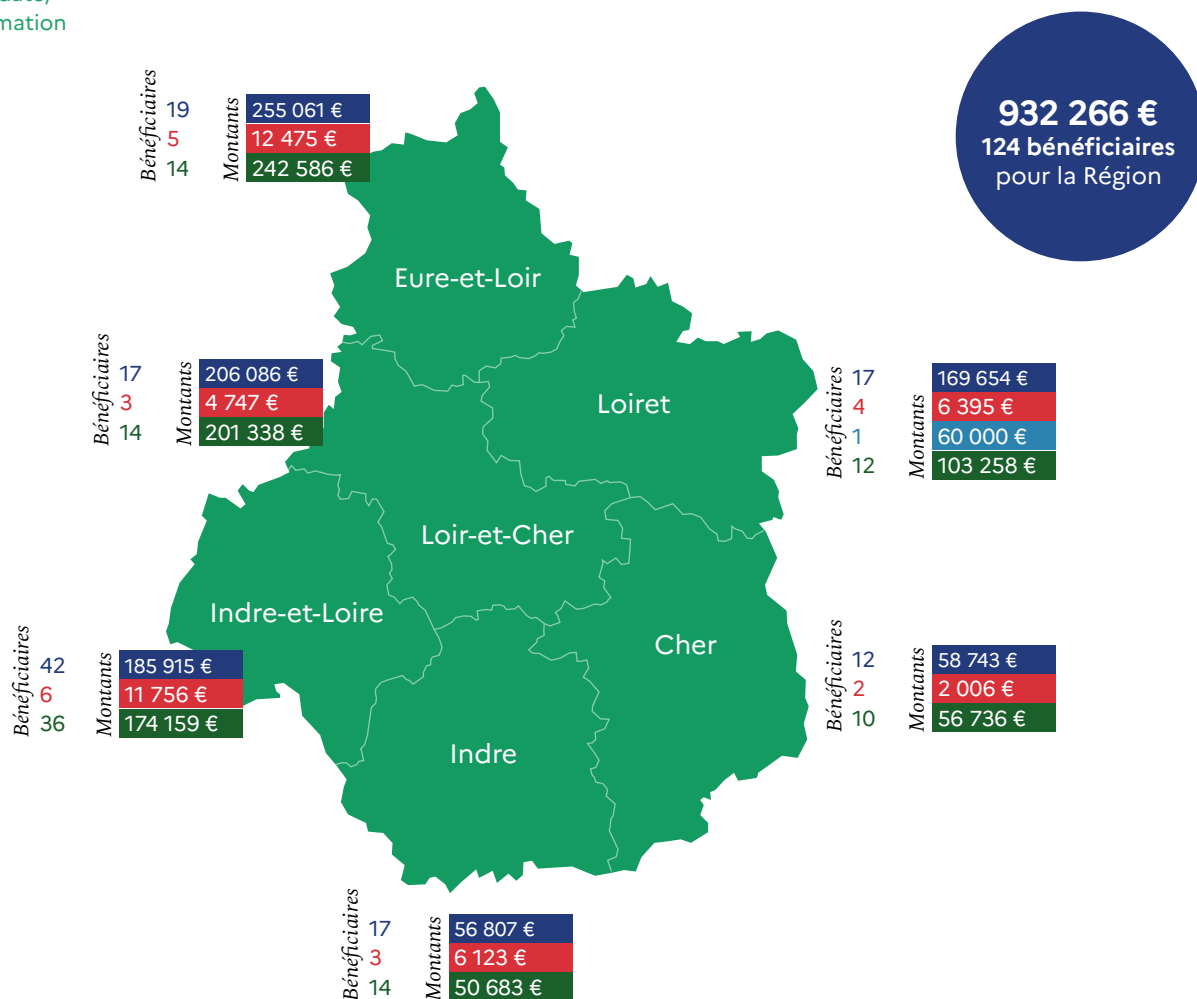 mation
932 266 €
124 bénéficiaires
pour la Région
Bénéficiaires
19
5
14
Montants
255 061 €
12 475 €
242 586 €
Eure-et-Loir
Bénéficiaires
17
3
14
Montants
206 086 €
4 747 €
201 338 €
Loiret
Bénéficiaires
17
4
1
12
Montants
169 654 €
6 395 €
60 000 €
103 258 €
Loir-et-Cher
Indre-et-Loire
Bénéficiaires
42
6
36
Montants
185 915 €
11 756 €
174 159 €
Cher
Bénéficiaires
12
2
10
Montants
58 743 €
2 006 €
56 736 €
Indre
Bénéficiaires
17
3
14
Montants
56 807 €
6 123 €
50 683 €